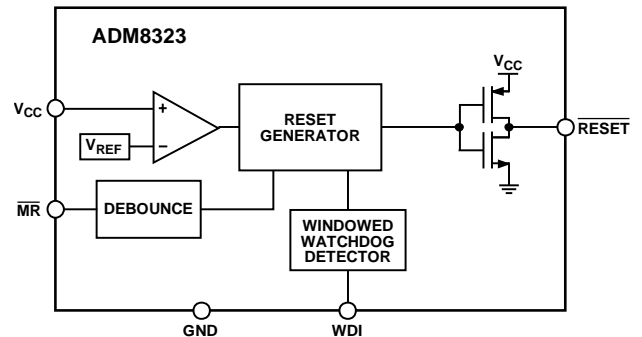 ADM8323
VCC
VCC
+
RESET
GENERATOR
RESET
VREF
−
MR
DEBOUNCE
WINDOWED
WATCHDOG
DETECTOR
GND
WDI